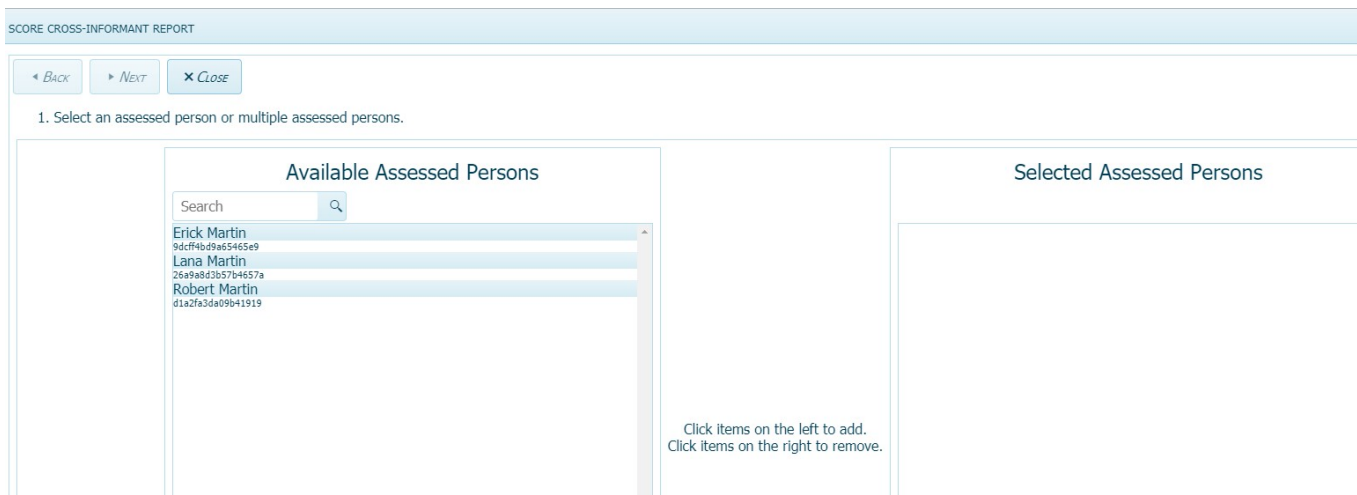 SCORE CROSS-INFORMANT REPORT
BACK NEXT CLOSE
1. Select an assessed person or multiple assessed persons.
Available Assessed Persons
Search
Erick Martin
9dcff4bd9a65465e9
Lana Martin
26a9a8d3b57b4657a
Robert Martin
d1a2fa3da09b41919
Click items on the left to add.
Click items on the right to remove.
Selected Assessed Persons